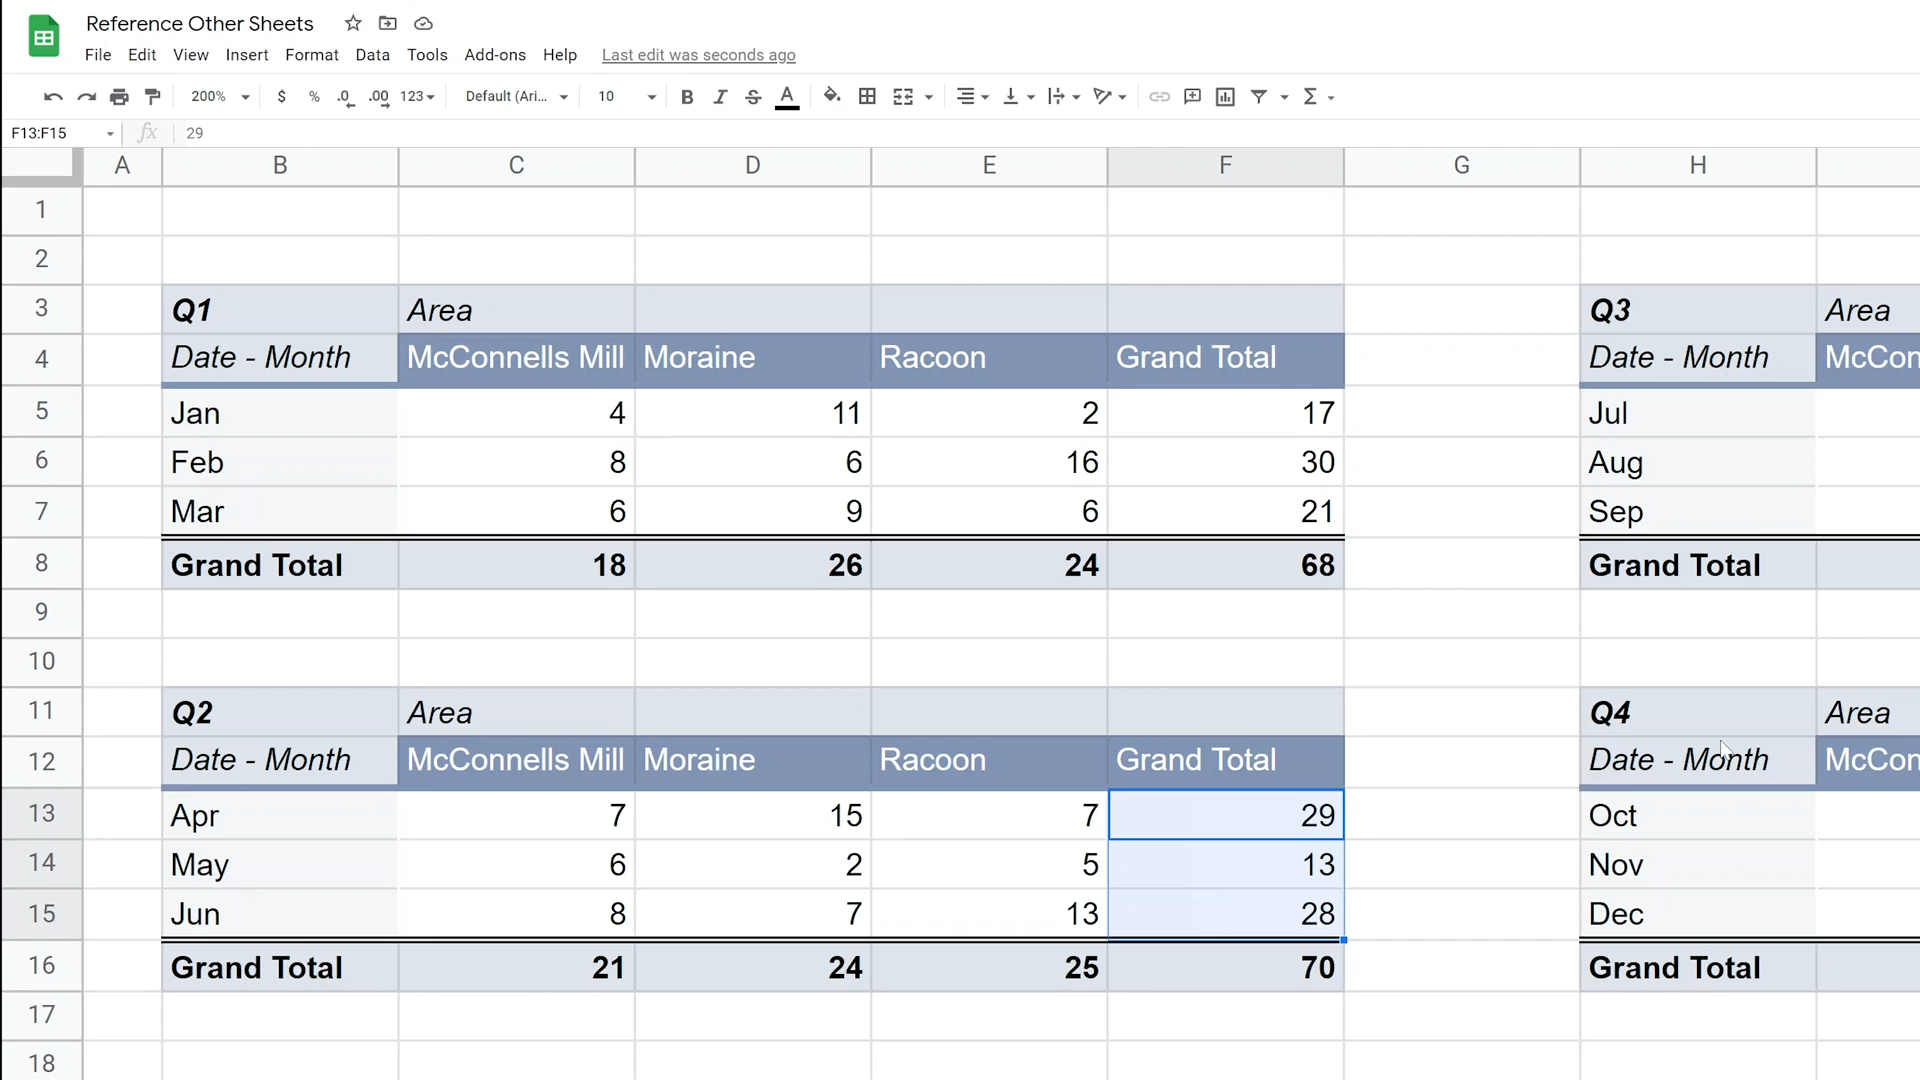 Reference Other Sheets
File Edit View Insert Format Data Tools Add-ons Help Last edit was seconds ago
200% $ % .0 .00 123 Default (Ari... 10 B I S A Σ
F13:F15 fx 29
A B C D E F G H
1
2
3 Q1 Area Q3 Area
4 Date - Month McConnells Mill Moraine Racoon Grand Total Date - Month McCon
5 Jan 4 11 2 17 Jul
6 Feb 8 6 16 30 Aug
7 Mar 6 9 6 21 Sep
8 Grand Total 18 26 24 68 Grand Total
9
10
11 Q2 Area Q4 Area
12 Date - Month McConnells Mill Moraine Racoon Grand Total Date - Month McCon
13 Apr 7 15 7 29 Oct
14 May 6 2 5 13 Nov
15 Jun 8 7 13 28 Dec
16 Grand Total 21 24 25 70 Grand Total
17
18